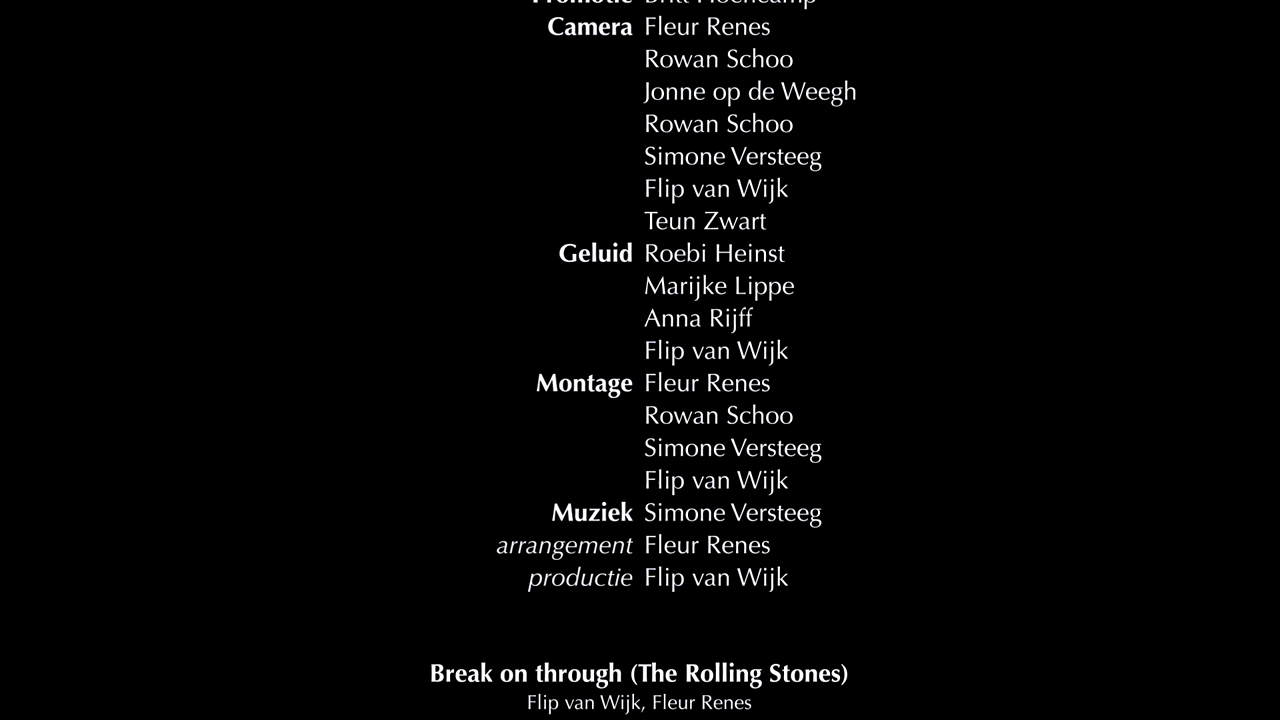 Camera Fleur Renes
Rowan Schoo
Jonne op de Weegh
Rowan Schoo
Simone Versteeg
Flip van Wijk
Teun Zwart
Geluid Roebi Heinst
Marijke Lippe
Anna Rijff
Flip van Wijk
Montage Fleur Renes
Rowan Schoo
Simone Versteeg
Flip van Wijk
Muziek Simone Versteeg
arrangement Fleur Renes
productie Flip van Wijk
Break on through (The Rolling Stones)
Flip van Wijk, Fleur Renes